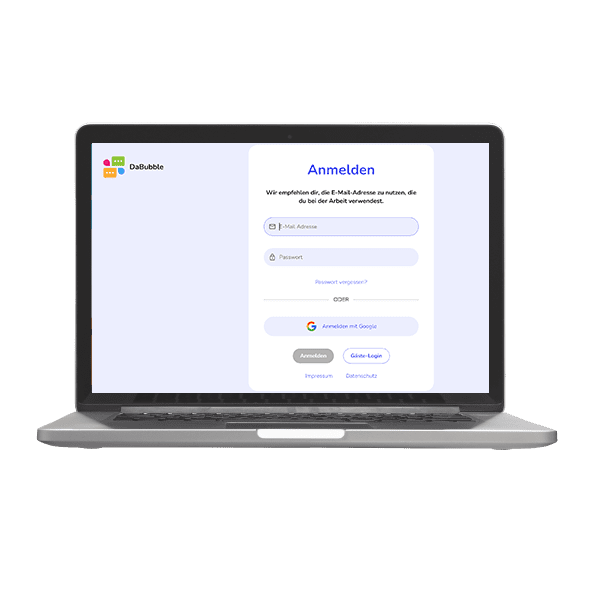 DaBubble
Anmelden
Wir empfehlen dir, die E-Mail-Adresse zu nutzen, die
du bei der Arbeit verwendest.
E-Mail Adresse
Passwort
Passwort vergessen?
ODER
Anmelden mit Google
Anmelden
Gäste-Login
Impressum
Datenschutz